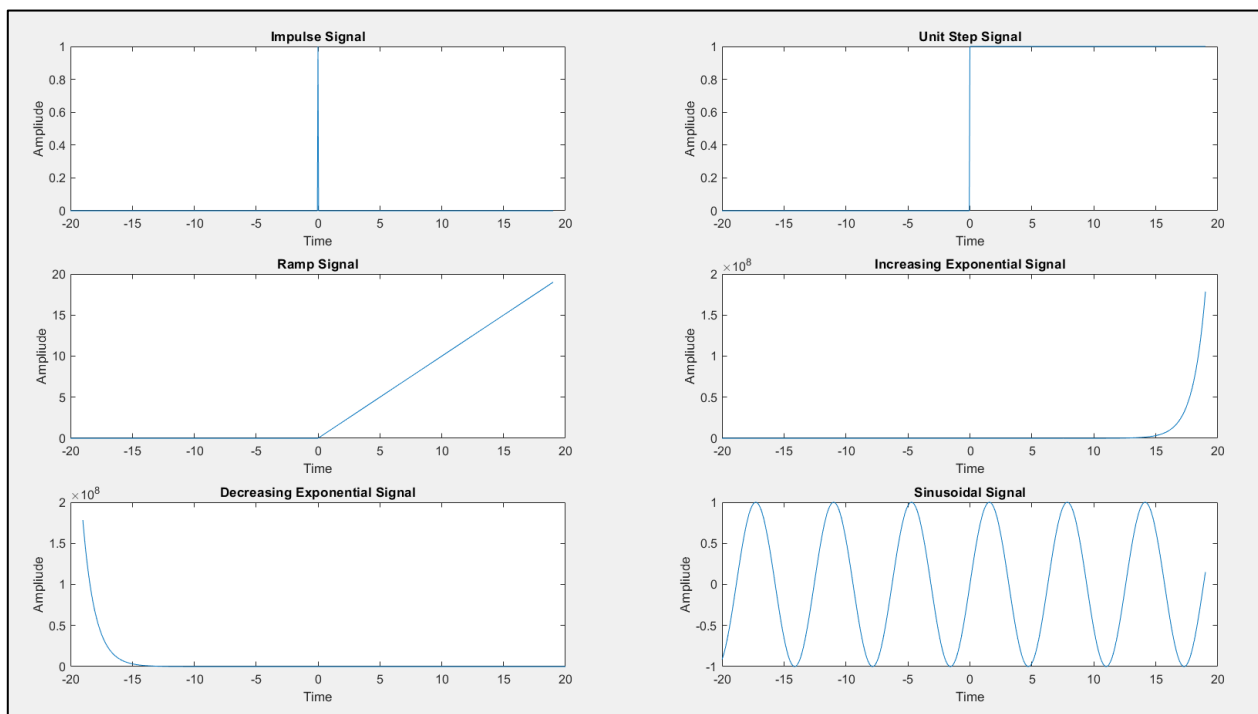 Impulse Signal
1
0.8
0.6
0.4
0.2
0
Ampliude
-20 -15 -10 -5 0 5 10 15 20
Time
Unit Step Signal
1
0.8
0.6
0.4
0.2
0
Ampliude
-20 -15 -10 -5 0 5 10 15 20
Time
Ramp Signal
20
15
10
5
0
Ampliude
-20 -15 -10 -5 0 5 10 15 20
Time
Increasing Exponential Signal
×10^8
2
1.5
1
0.5
0
Ampliude
-20 -15 -10 -5 0 5 10 15 20
Time
Decreasing Exponential Signal
×10^8
2
1.5
1
0.5
0
Ampliude
-20 -15 -10 -5 0 5 10 15 20
Time
Sinusoidal Signal
1
0.5
0
-0.5
-1
Ampliude
-20 -15 -10 -5 0 5 10 15 20
Time